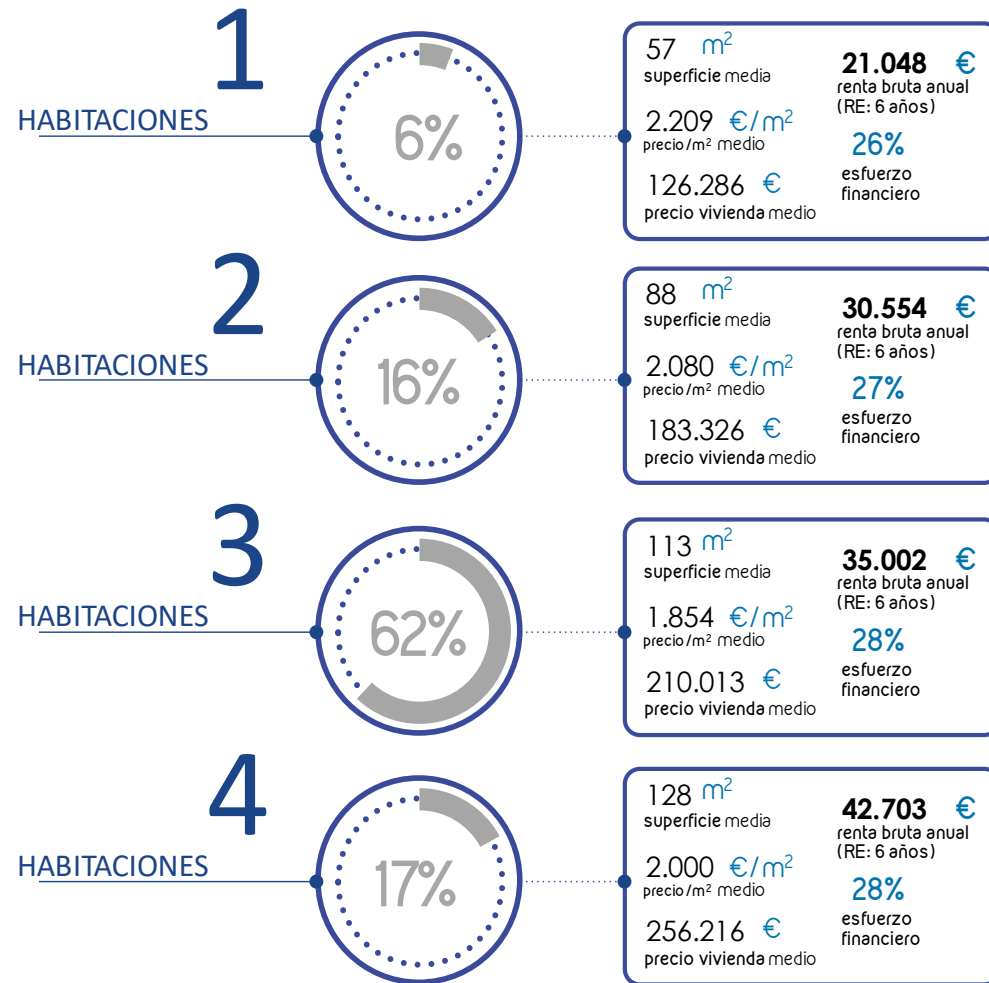 1
HABITACIONES
6%
57 m²
superficie media
2.209 €/m²
precio/m² medio
126.286 €
precio vivienda medio
21.048 €
renta bruta anual
(RE: 6 años)
26%
esfuerzo
financiero
2
HABITACIONES
16%
88 m²
superficie media
2.080 €/m²
precio/m² medio
183.326 €
precio vivienda medio
30.554 €
renta bruta anual
(RE: 6 años)
27%
esfuerzo
financiero
3
HABITACIONES
62%
113 m²
superficie media
1.854 €/m²
precio/m² medio
210.013 €
precio vivienda medio
35.002 €
renta bruta anual
(RE: 6 años)
28%
esfuerzo
financiero
4
HABITACIONES
17%
128 m²
superficie media
2.000 €/m²
precio/m² medio
256.216 €
precio vivienda medio
42.703 €
renta bruta anual
(RE: 6 años)
28%
esfuerzo
financiero